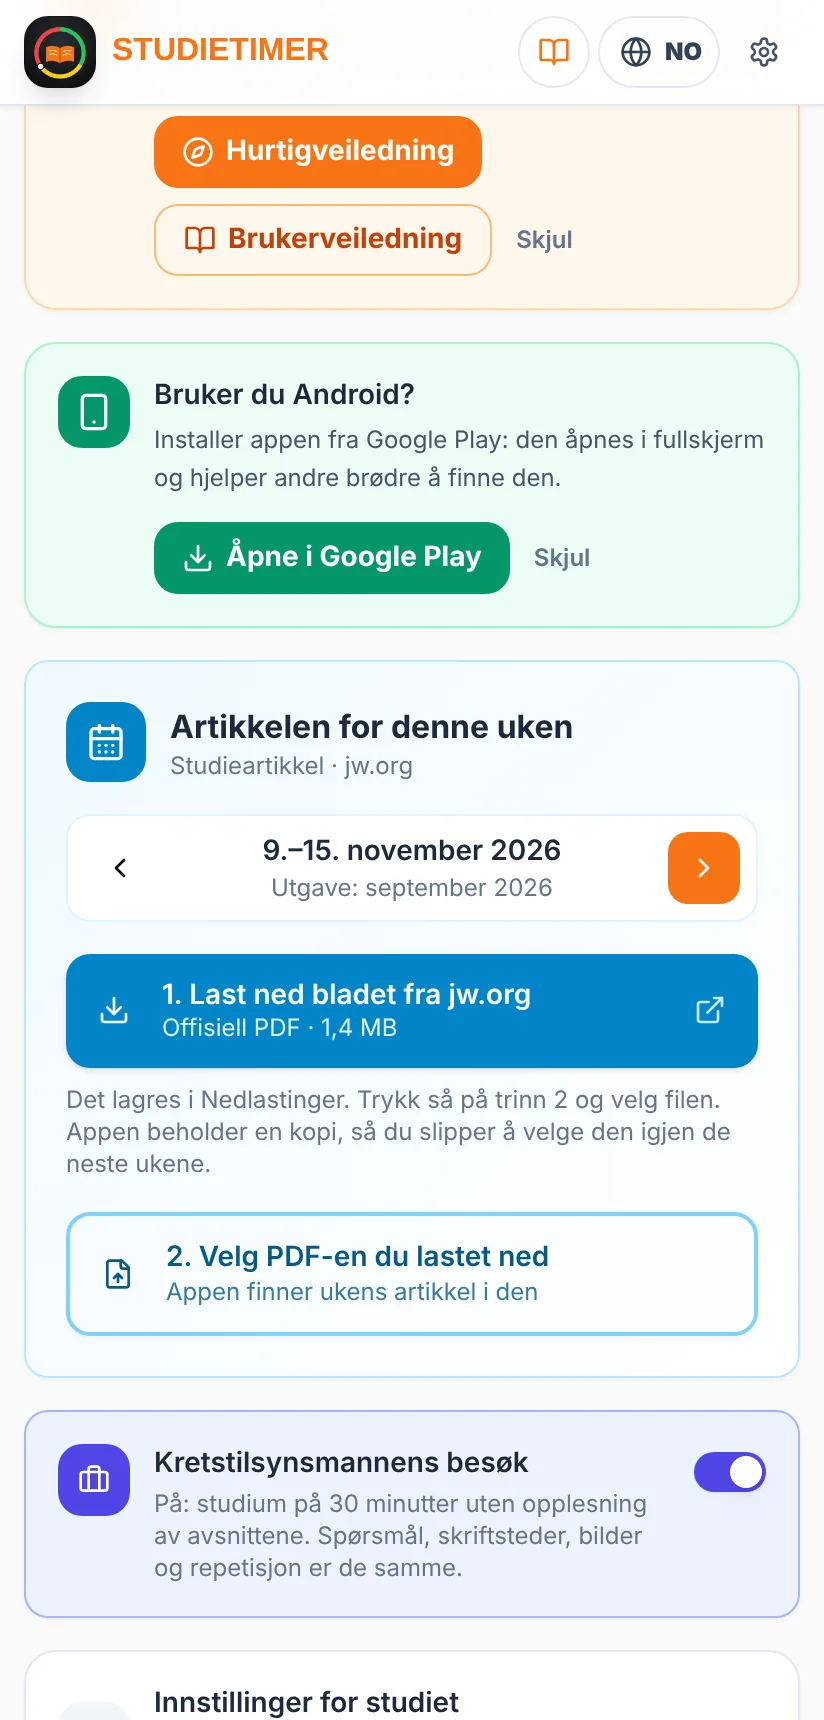 STUDIETIMER
NO
Hurtigveiledning
Brukerveiledning
Skjul
Bruker du Android?
Installer appen fra Google Play: den åpnes i fullskjerm
og hjelper andre brødre å finne den.
Åpne i Google Play
Skjul
Artikkelen for denne uken
Studieartikkel · jw.org
9.–15. november 2026
Utgave: september 2026
1. Last ned bladet fra jw.org
Offisiell PDF · 1,4 MB
Det lagres i Nedlastinger. Trykk så på trinn 2 og velg filen.
Appen beholder en kopi, så du slipper å velge den igjen de
neste ukene.
2. Velg PDF-en du lastet ned
Appen finner ukens artikkel i den
Kretstilsynsmannens besøk
På: studium på 30 minutter uten opplesning
av avsnittene. Spørsmål, skriftsteder, bilder
og repetisjon er de samme.
Innstillinger for studiet